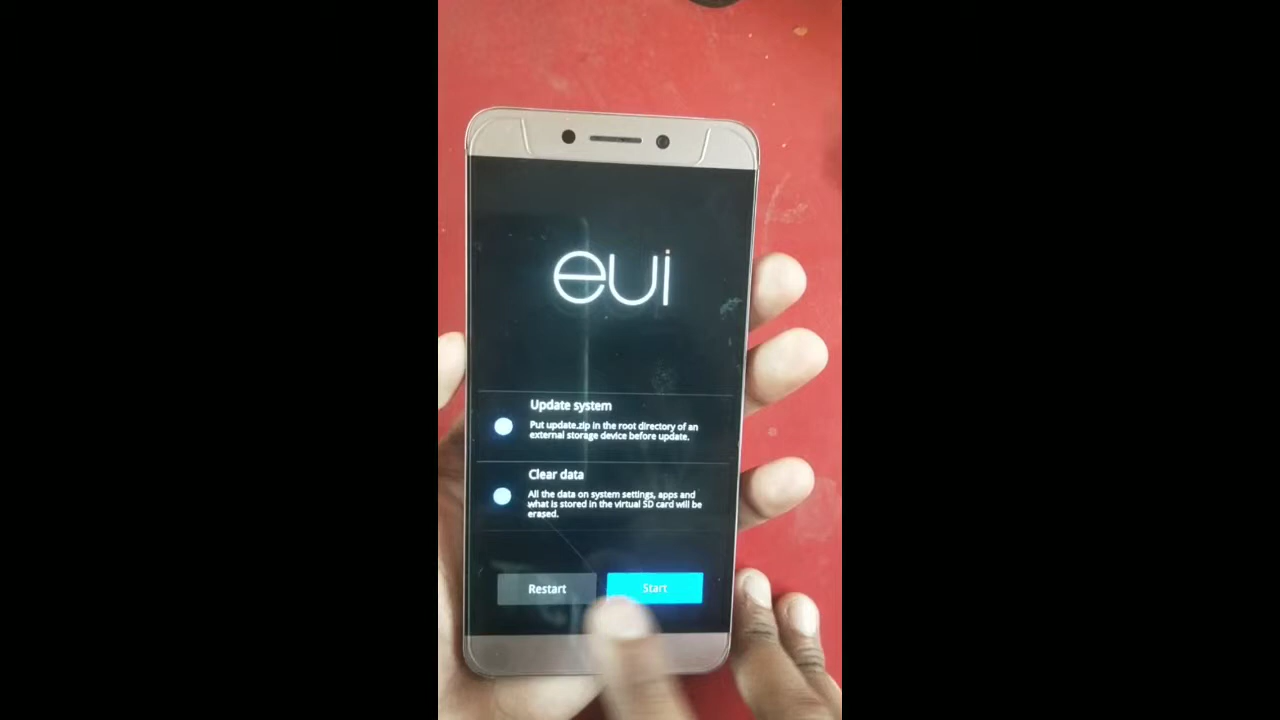 eui
Update system
Put update.zip in the root directory of an
external storage device before update.
Clear data
All the data on system settings, apps and
what is stored in the virtual SD card will be
erased.
Restart
Start